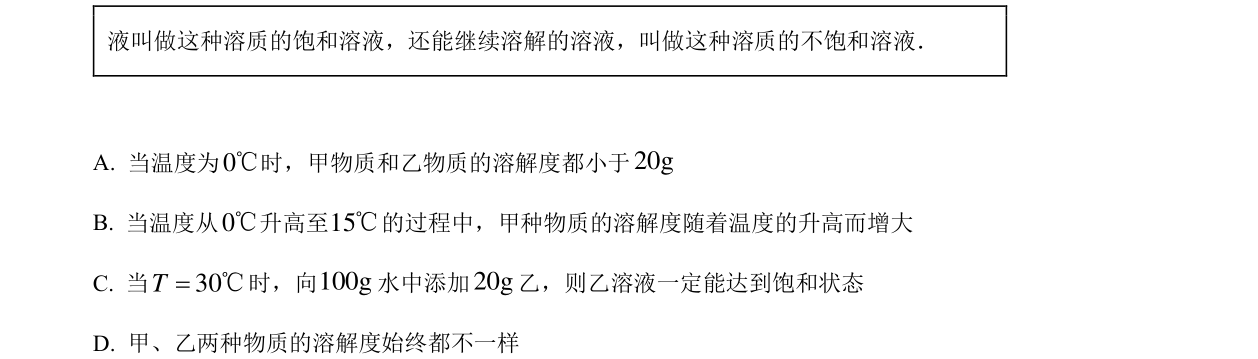 液叫做这种溶质的饱和溶液，还能继续溶解的溶液，叫做这种溶质的不饱和溶液．
A. 当温度为0℃时，甲物质和乙物质的溶解度都小于20g
B. 当温度从0℃升高至15℃的过程中，甲种物质的溶解度随着温度的升高而增大
C. 当T＝30℃时，向100g水中添加20g乙，则乙溶液一定能达到饱和状态
D. 甲、乙两种物质的溶解度始终都不一样